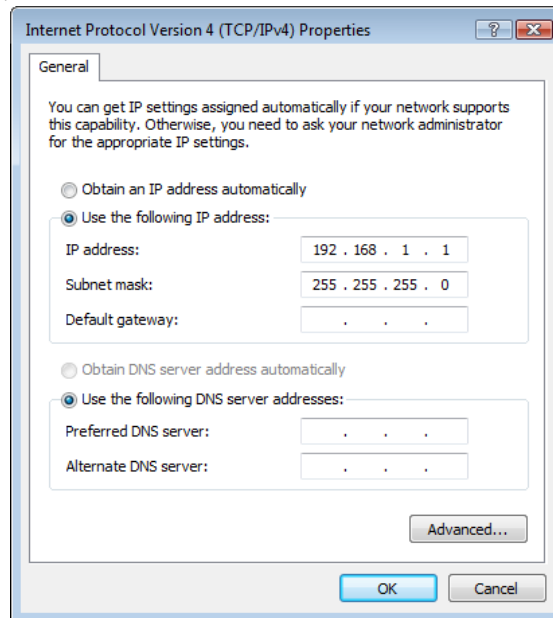 Internet Protocol Version 4 (TCP/IPv4) Properties
?
General
You can get IP settings assigned automatically if your network supports
this capability. Otherwise, you need to ask your network administrator
for the appropriate IP settings.
Obtain an IP address automatically
Use the following IP address:
IP address: 192 . 168 . 1 . 1
Subnet mask: 255 . 255 . 255 . 0
Default gateway: . . .
Obtain DNS server address automatically
Use the following DNS server addresses:
Preferred DNS server: . . .
Alternate DNS server: . . .
Advanced...
OK Cancel